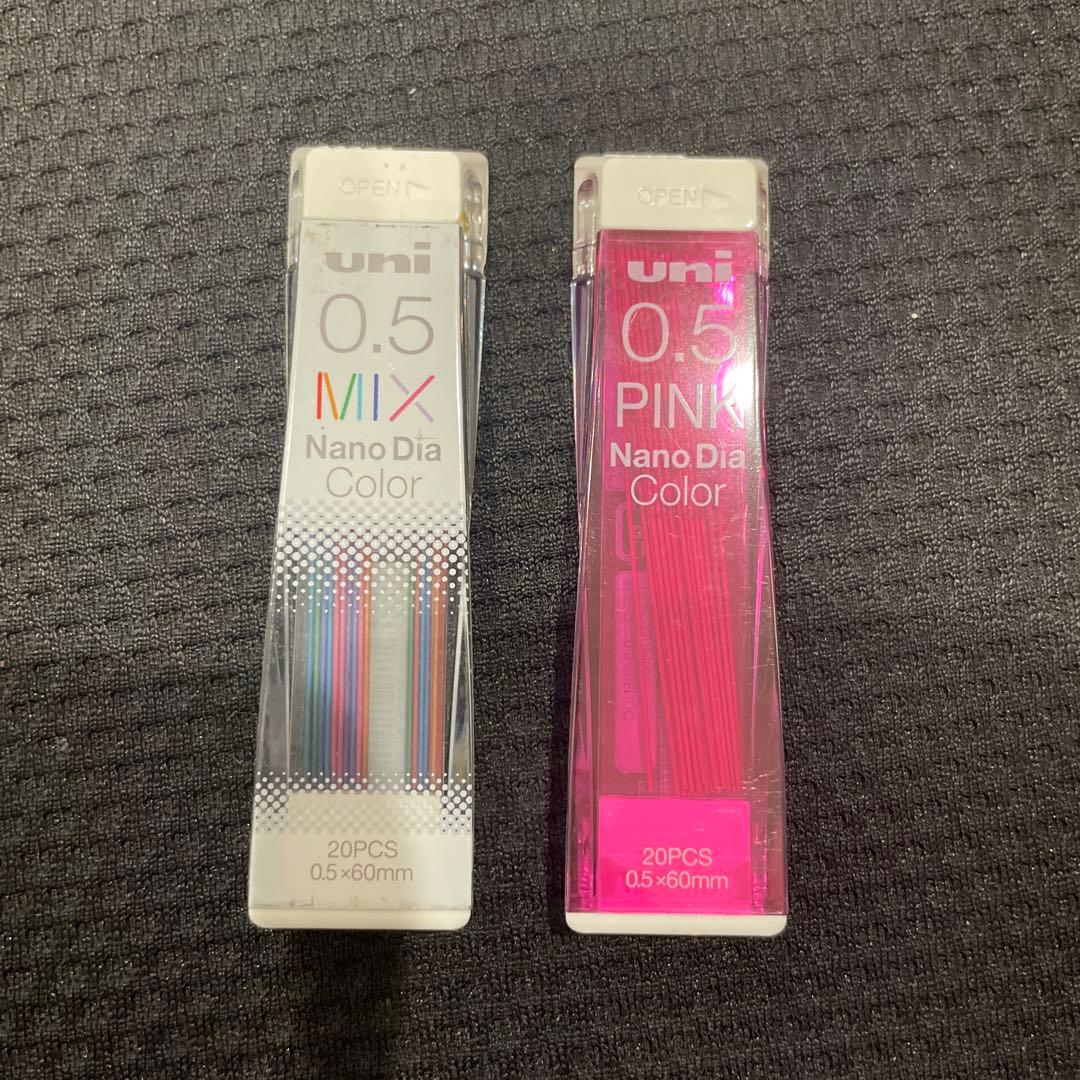 OPEN
uni
0.5
MIX
Nano Dia
Color
20PCS
0.5×60mm
OPEN
uni
0.5
PINK
Nano Dia
Color
20PCS
0.5×60mm